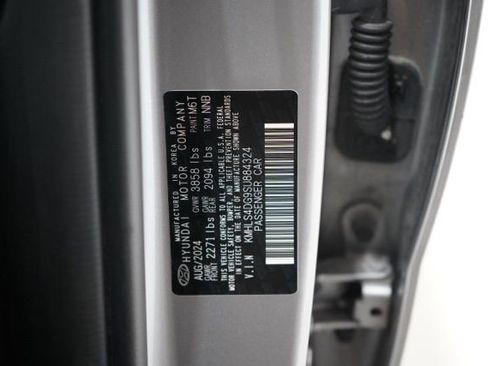 MANUFACTURED IN KOREA BY
HYUNDAI MOTOR COMPANY
AUG/2024 GVWR 3858 lbs PAINT M6T
GAWR FRONT 2271 lbs GAWR REAR 2094 lbs TRIM NNB
THIS VEHICLE CONFORMS TO ALL APPLICABLE U.S.A. FEDERAL
MOTOR VEHICLE SAFETY, BUMPER, AND THEFT PREVENTION STANDARDS
IN EFFECT ON THE DATE OF MANUFACTURE SHOWN ABOVE.
V.I.N KMHLS4DG9SU884324
PASSENGER CAR